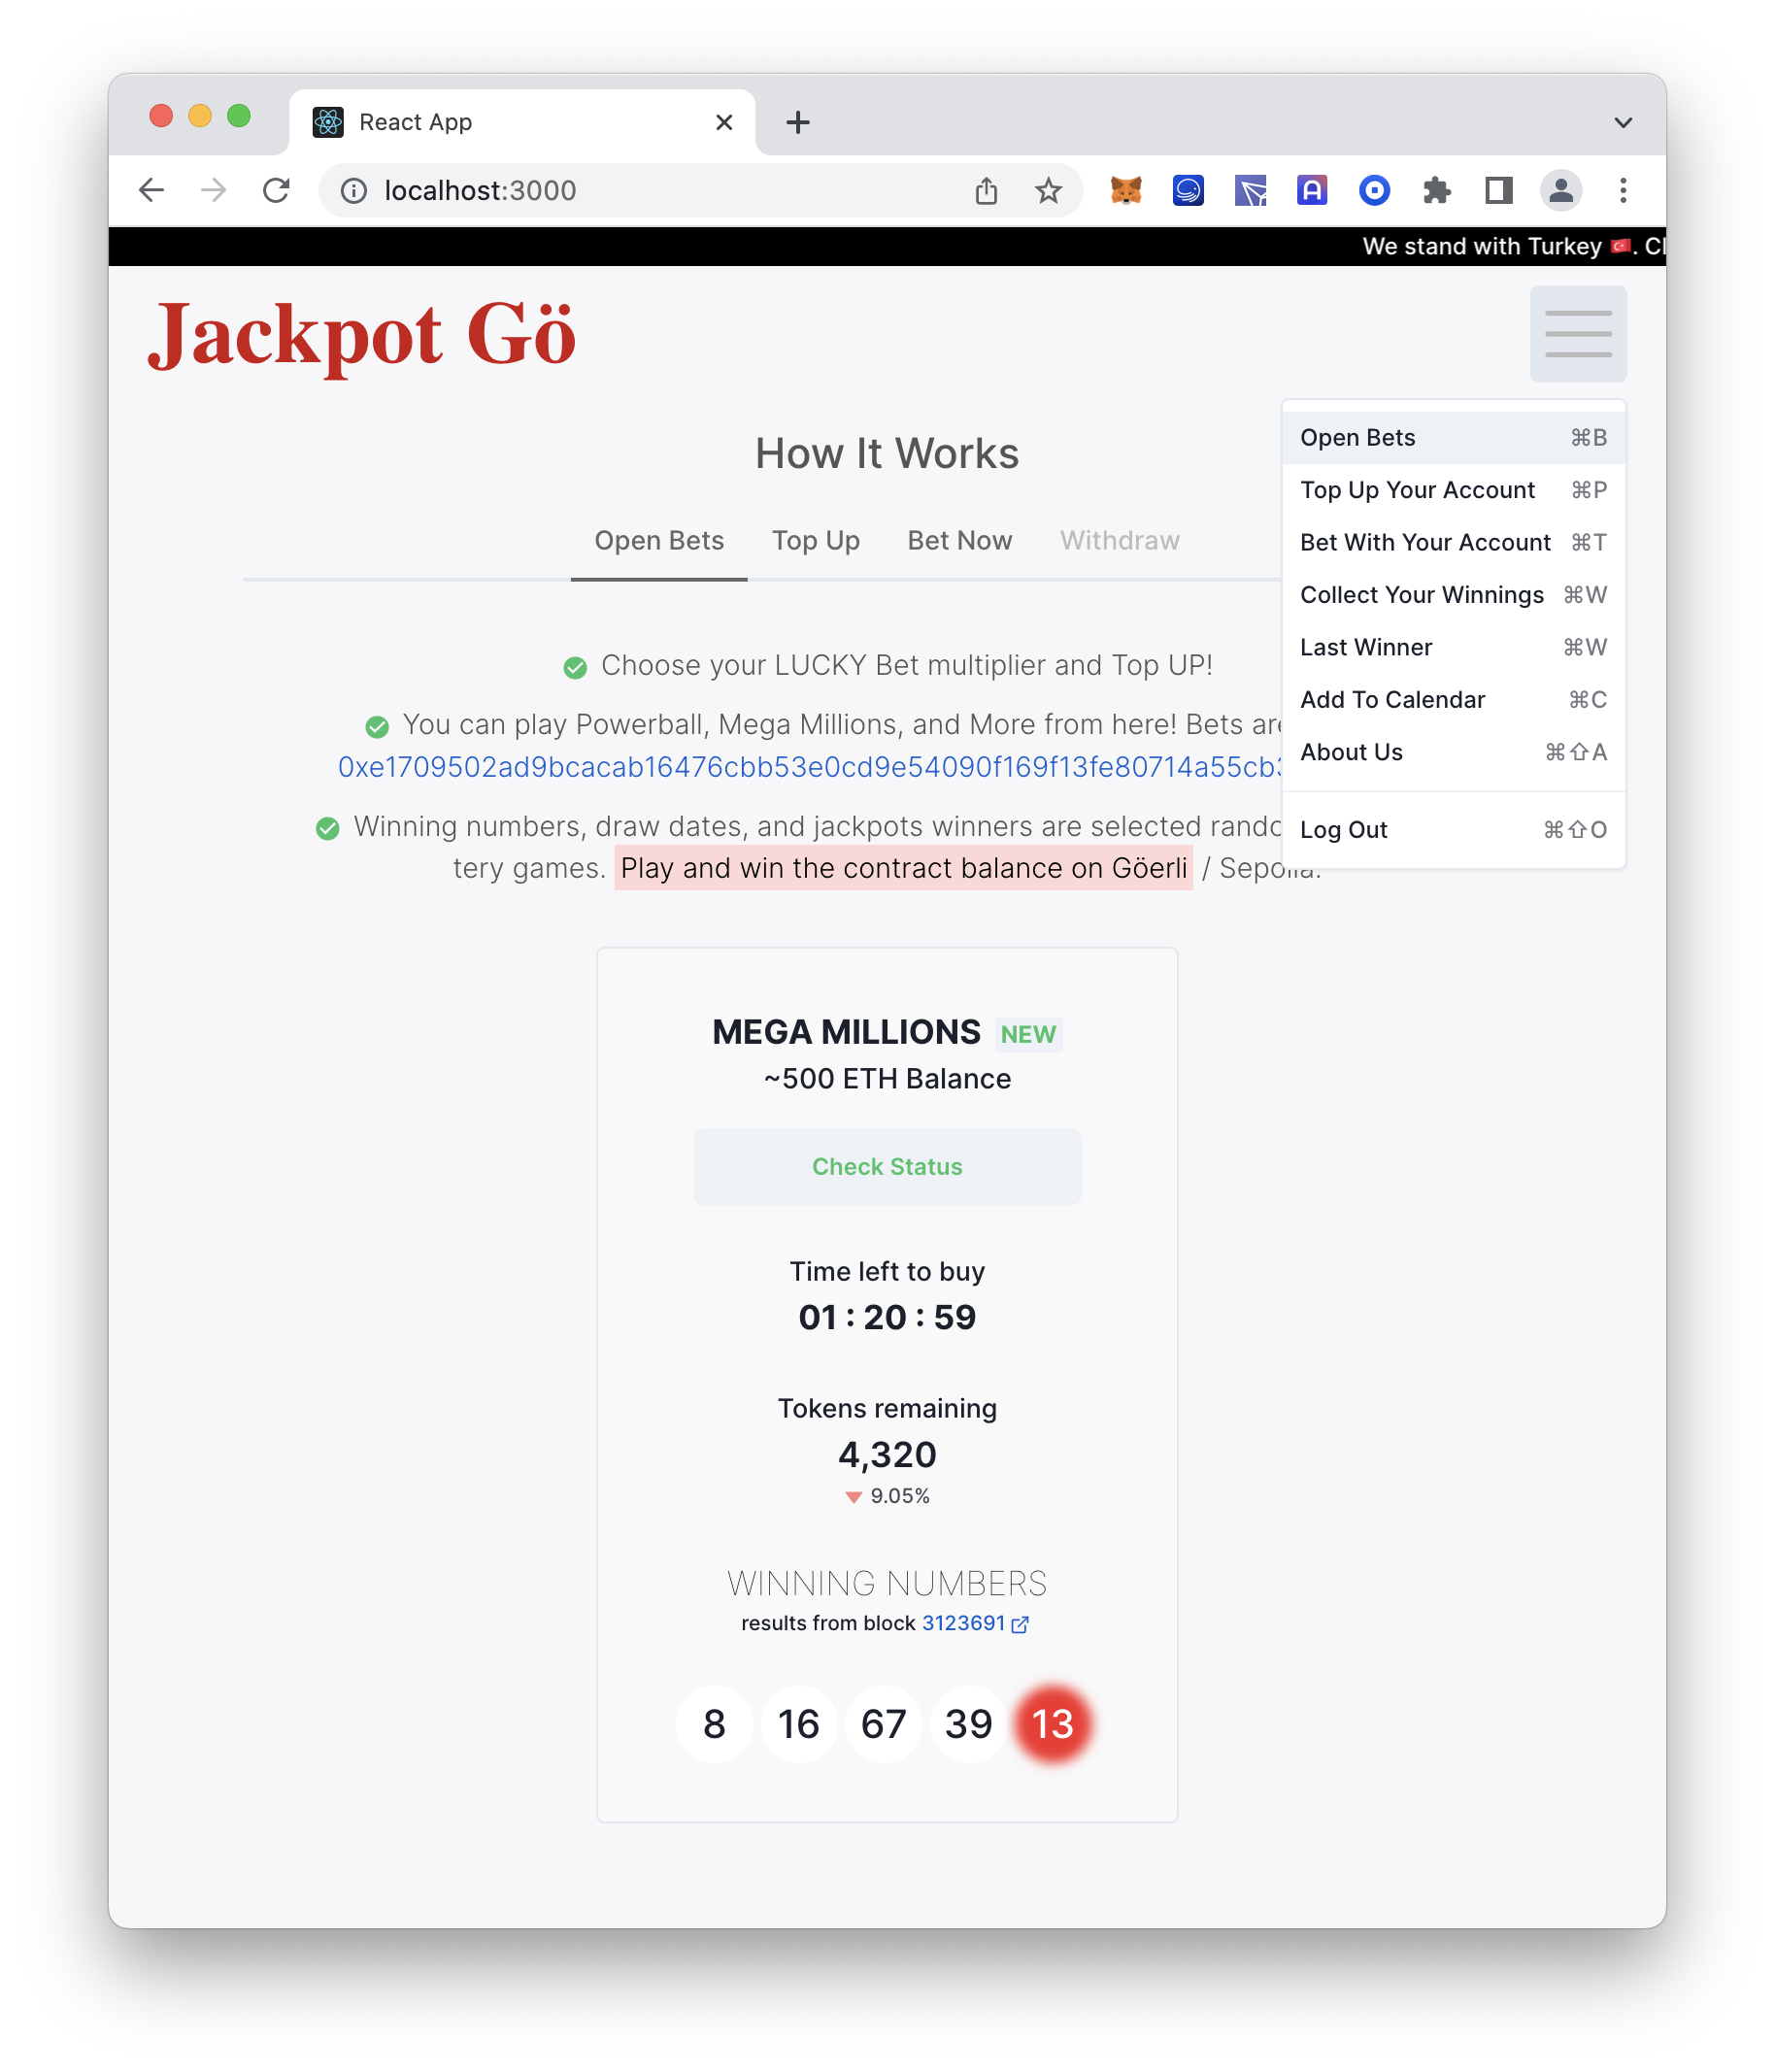 React App
localhost:3000
We stand with Turkey 🇹🇷. Cl
Jackpot Gö
How It Works
Open Bets Top Up Bet Now Withdraw
Open Bets ⌘B
Top Up Your Account ⌘P
Bet With Your Account ⌘T
Collect Your Winnings ⌘W
Last Winner ⌘W
Add To Calendar ⌘C
About Us ⌘⇧A
Log Out ⌘⇧O
Choose your LUCKY Bet multiplier and Top UP!
You can play Powerball, Mega Millions, and More from here! Bets are
0xe1709502ad9bcacab16476cbb53e0cd9e54090f169f13fe80714a55cb
Winning numbers, draw dates, and jackpots winners are selected rando
tery games. Play and win the contract balance on Göerli / Sepolia.
MEGA MILLIONS NEW
~500 ETH Balance
Check Status
Time left to buy
01 : 20 : 59
Tokens remaining
4,320
▼ 9.05%
WINNING NUMBERS
results from block 3123691
8 16 67 39 13